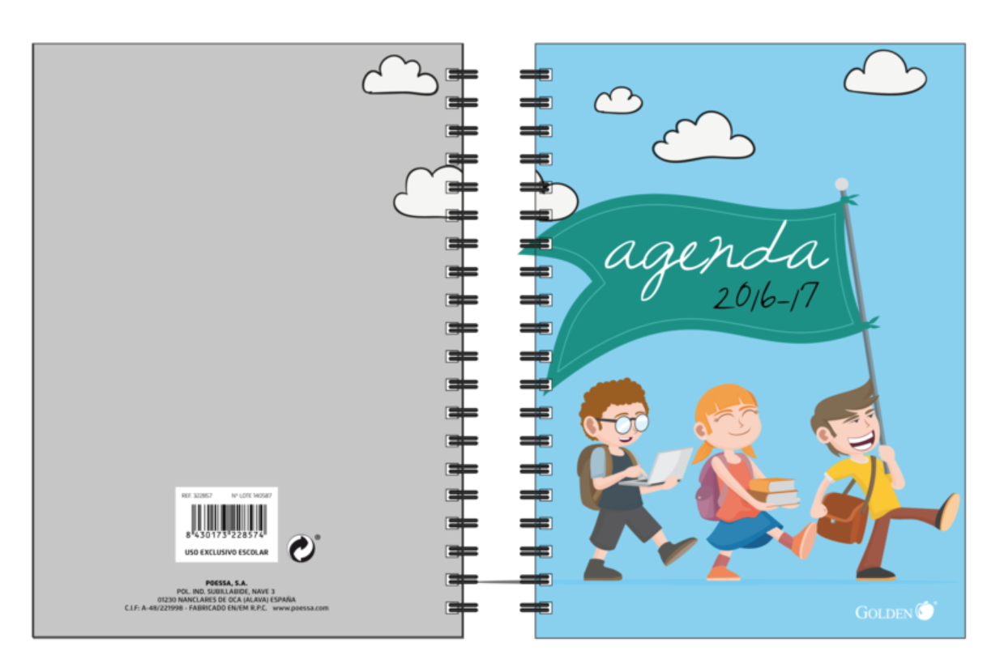 REF. 322857 Nº LOTE 140587
8 430173 228574
USO EXCLUSIVO ESCOLAR
POESSA, S.A.
POL. IND. SUBILLABIDE, NAVE 3
01230 NANCLARES DE OCA (ALAVA) ESPAÑA
C.I.F: A-48/221998 - FABRICADO EN/EM R.P.C. www.poessa.com
agenda
2016-17
GOLDEN